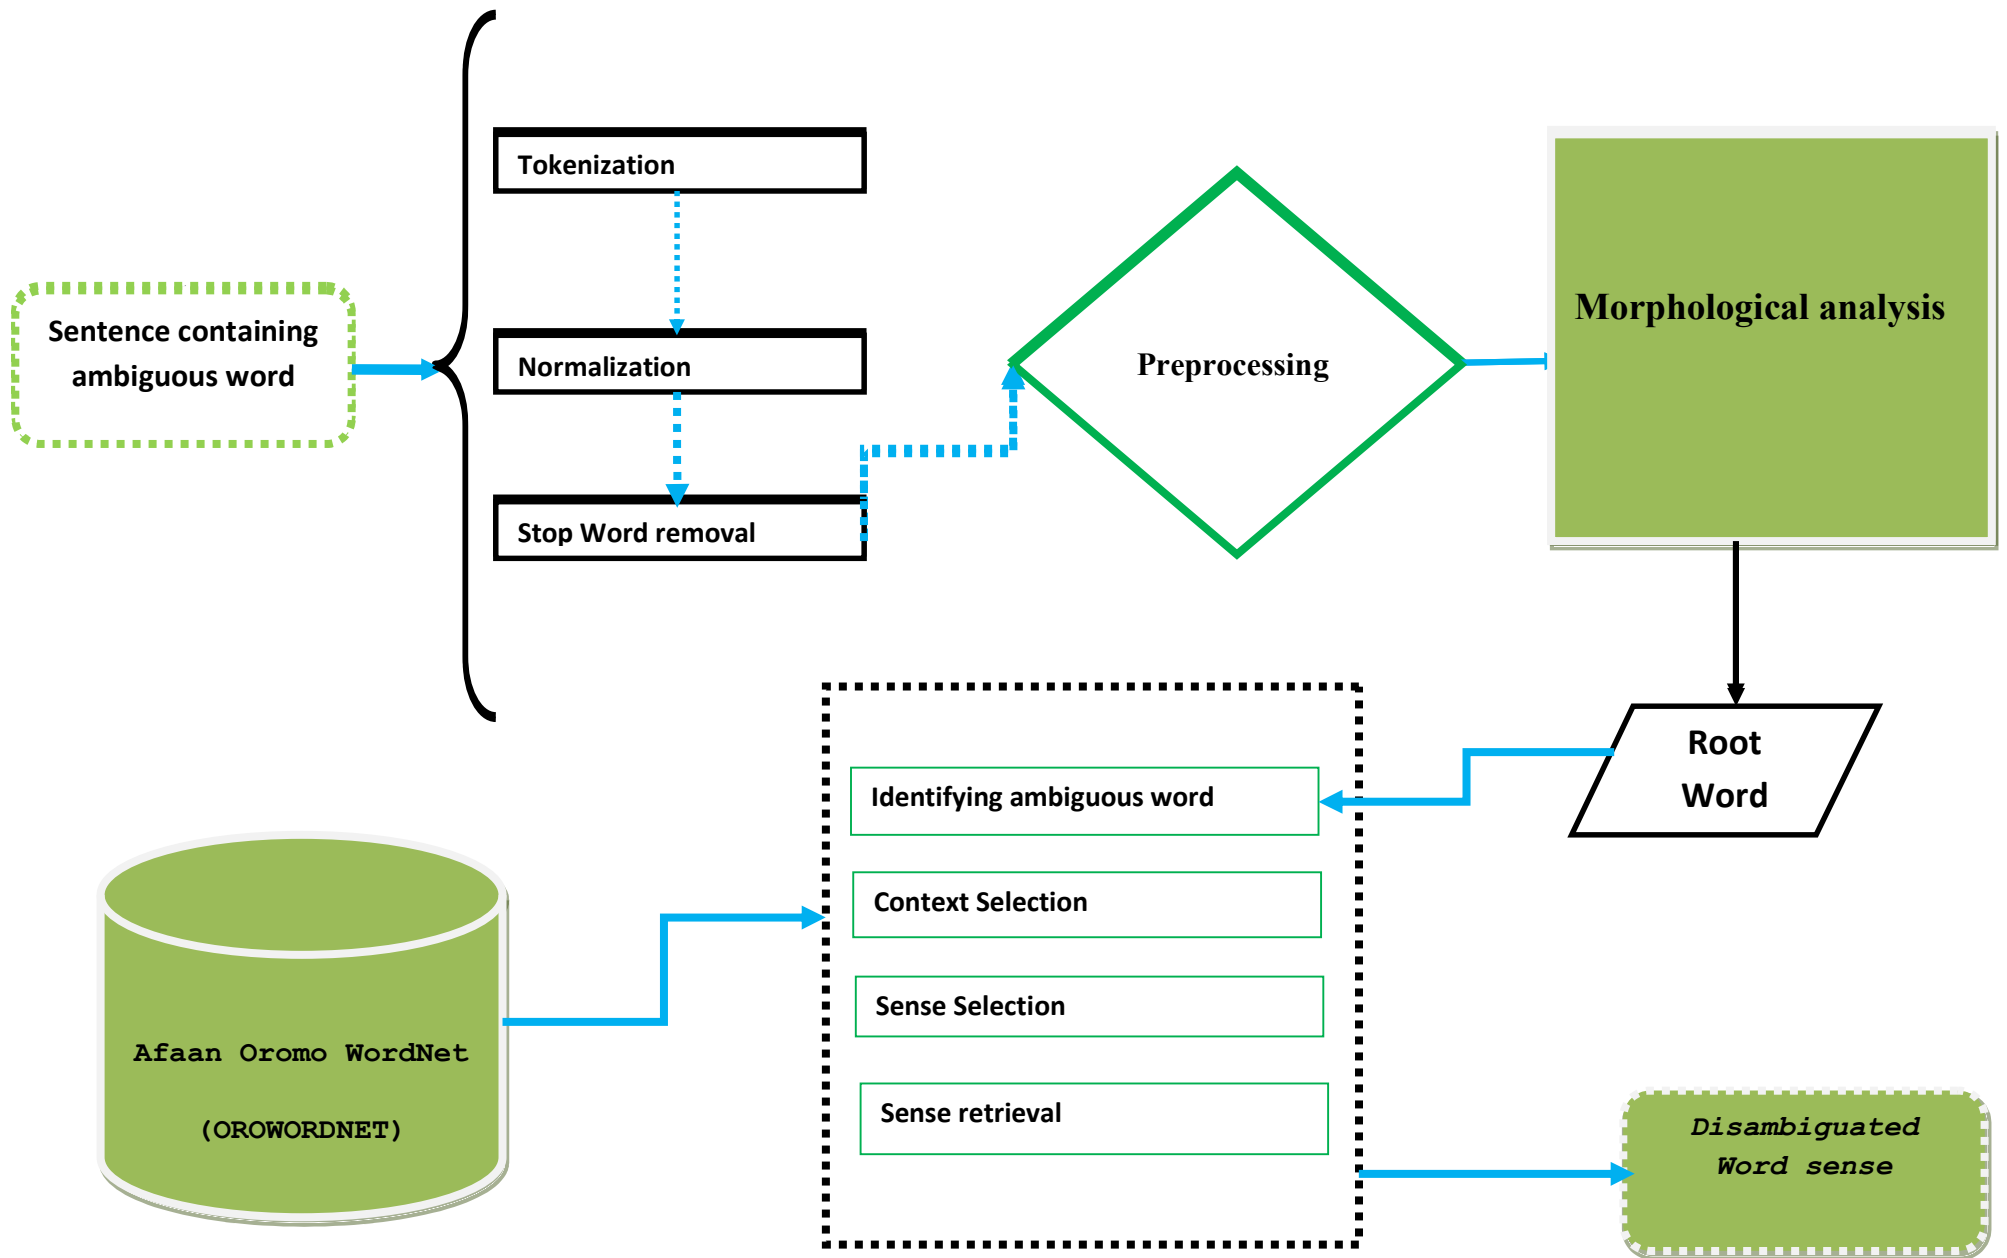 Tokenization
Sentence containing
ambiguous word
Normalization
Stop Word removal
Preprocessing
Morphological analysis
Root
Word
Identifying ambiguous word
Context Selection
Sense Selection
Sense retrieval
Afaan Oromo WordNet
(OROWORDNET)
Disambiguated
Word sense